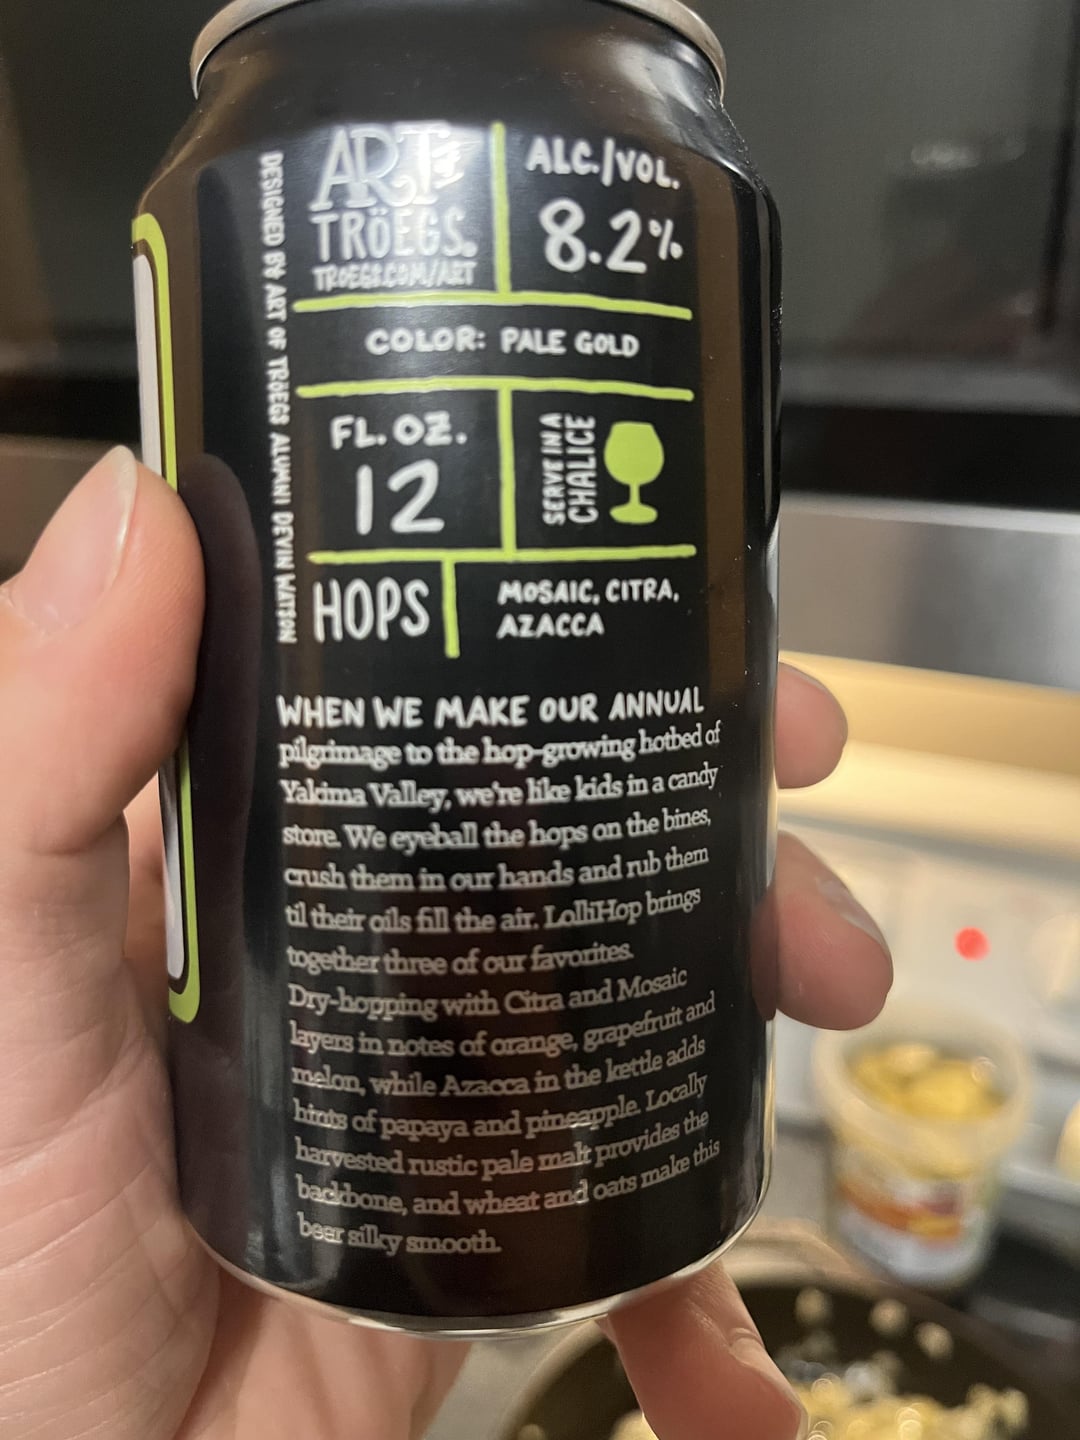 DESIGNED BY ART OF TRÖEGS ALUMNI DEVIN WATSON
ART
TRÖEGS.
TROEGS.COM/ART
ALC./VOL.
8.2%
COLOR: PALE GOLD
FL. OZ.
12
SERVE IN A
CHALICE
HOPS
MOSAIC, CITRA,
AZACCA
WHEN WE MAKE OUR ANNUAL
pilgrimage to the hop-growing hotbed of
Yakima Valley, we're like kids in a candy
store. We eyeball the hops on the bines,
crush them in our hands and rub them
til their oils fill the air. LolliHop brings
together three of our favorites.
Dry-hopping with Citra and Mosaic
layers in notes of orange, grapefruit and
melon, while Azacca in the kettle adds
hints of papaya and pineapple. Locally
harvested rustic pale malt provides the
backbone, and wheat and oats make this
beer silky smooth.